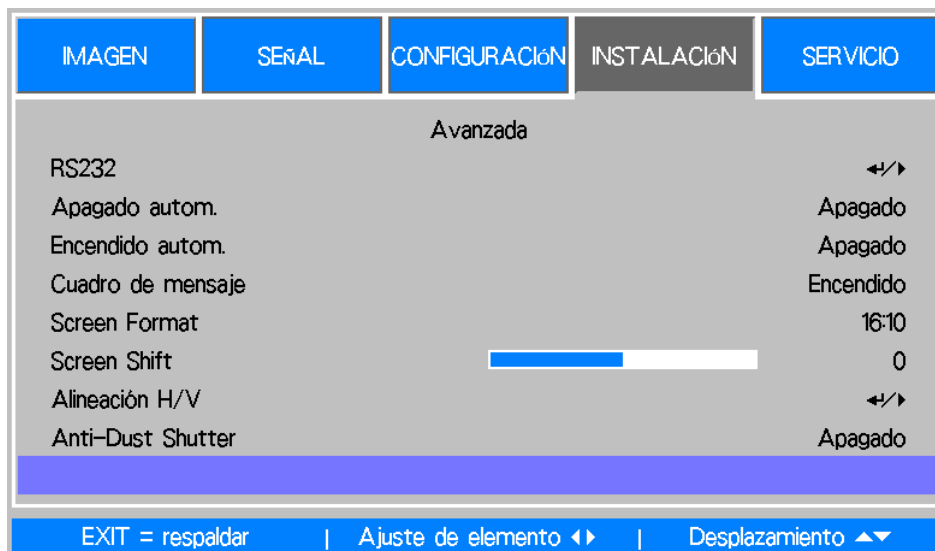 IMAGEN SEñAL CONFIGURACIóN INSTALACIóN SERVICIO
Avanzada
RS232
Apagado autom. Apagado
Encendido autom. Apagado
Cuadro de mensaje Encendido
Screen Format 16:10
Screen Shift 0
Alineación H/V
Anti-Dust Shutter Apagado
EXIT = respaldar | Ajuste de elemento | Desplazamiento